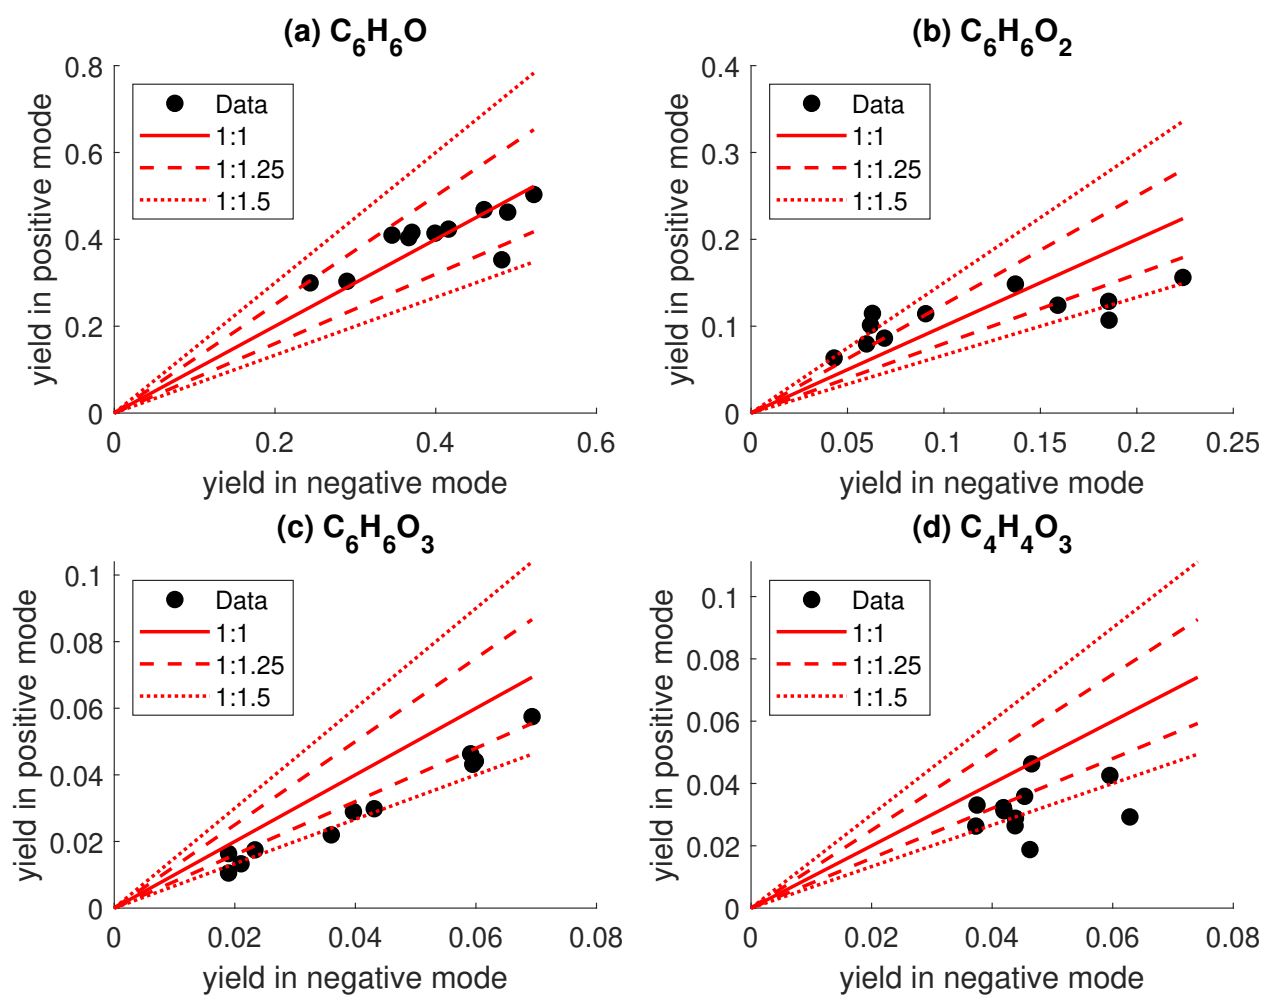 (a) C6H6O
yield in positive mode
0.8
0.6
0.4
0.2
0
Data
1:1
1:1.25
1:1.5
0 0.2 0.4 0.6
yield in negative mode
(b) C6H6O2
yield in positive mode
0.4
0.3
0.2
0.1
0
Data
1:1
1:1.25
1:1.5
0 0.05 0.1 0.15 0.2 0.25
yield in negative mode
(c) C6H6O3
yield in positive mode
0.1
0.08
0.06
0.04
0.02
0
Data
1:1
1:1.25
1:1.5
0 0.02 0.04 0.06 0.08
yield in negative mode
(d) C4H4O3
yield in positive mode
0.1
0.08
0.06
0.04
0.02
0
Data
1:1
1:1.25
1:1.5
0 0.02 0.04 0.06 0.08
yield in negative mode